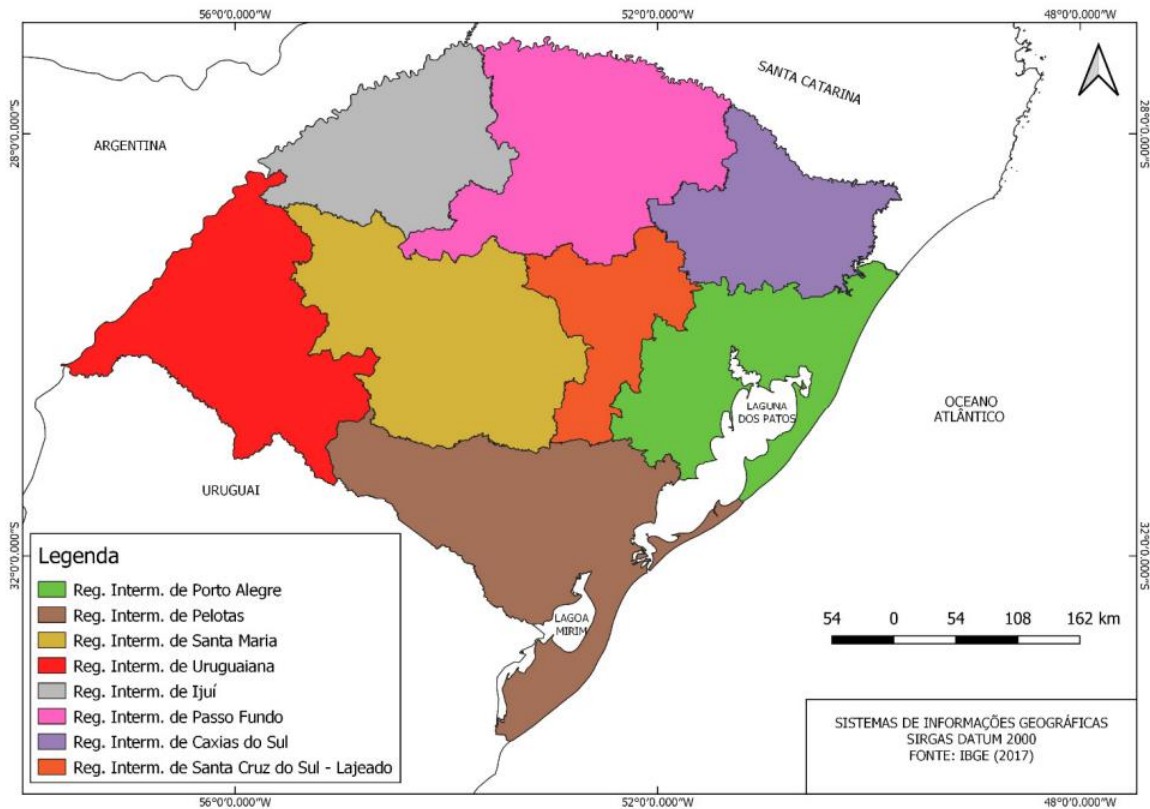 56°0'0.000"W
52°0'0.000"W
48°0'0.000"W
28°0'0.000"S
28°0'0.000"S
SANTA CATARINA
ARGENTINA
OCEANO
ATLÂNTICO
LAGUNA
DOS PATOS
URUGUAI
32°0'0.000"S
32°0'0.000"S
LAGOA
MIRIM
Legenda
Reg. Interm. de Porto Alegre
Reg. Interm. de Pelotas
Reg. Interm. de Santa Maria
Reg. Interm. de Uruguaiana
Reg. Interm. de Ijuí
Reg. Interm. de Passo Fundo
Reg. Interm. de Caxias do Sul
Reg. Interm. de Santa Cruz do Sul - Lajeado
54 0 54 108 162 km
SISTEMAS DE INFORMAÇÕES GEOGRÁFICAS
SIRGAS DATUM 2000
FONTE: IBGE (2017)
56°0'0.000"W
52°0'0.000"W
48°0'0.000"W